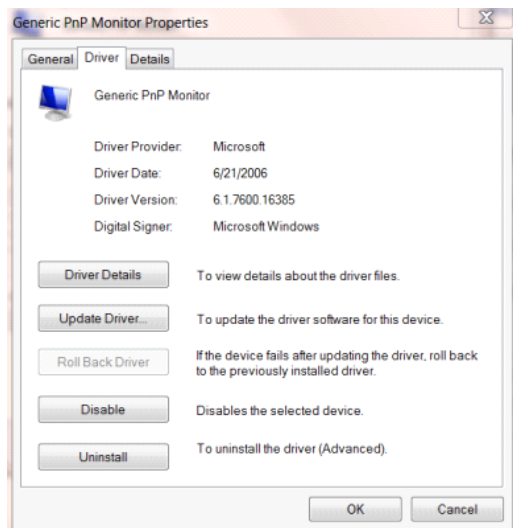 Generic PnP Monitor Properties
X
General Driver Details
Generic PnP Monitor
Driver Provider: Microsoft
Driver Date: 6/21/2006
Driver Version: 6.1.7600.16385
Digital Signer: Microsoft Windows
Driver Details To view details about the driver files.
Update Driver... To update the driver software for this device.
Roll Back Driver If the device fails after updating the driver, roll back
to the previously installed driver.
Disable Disables the selected device.
Uninstall To uninstall the driver (Advanced).
OK Cancel